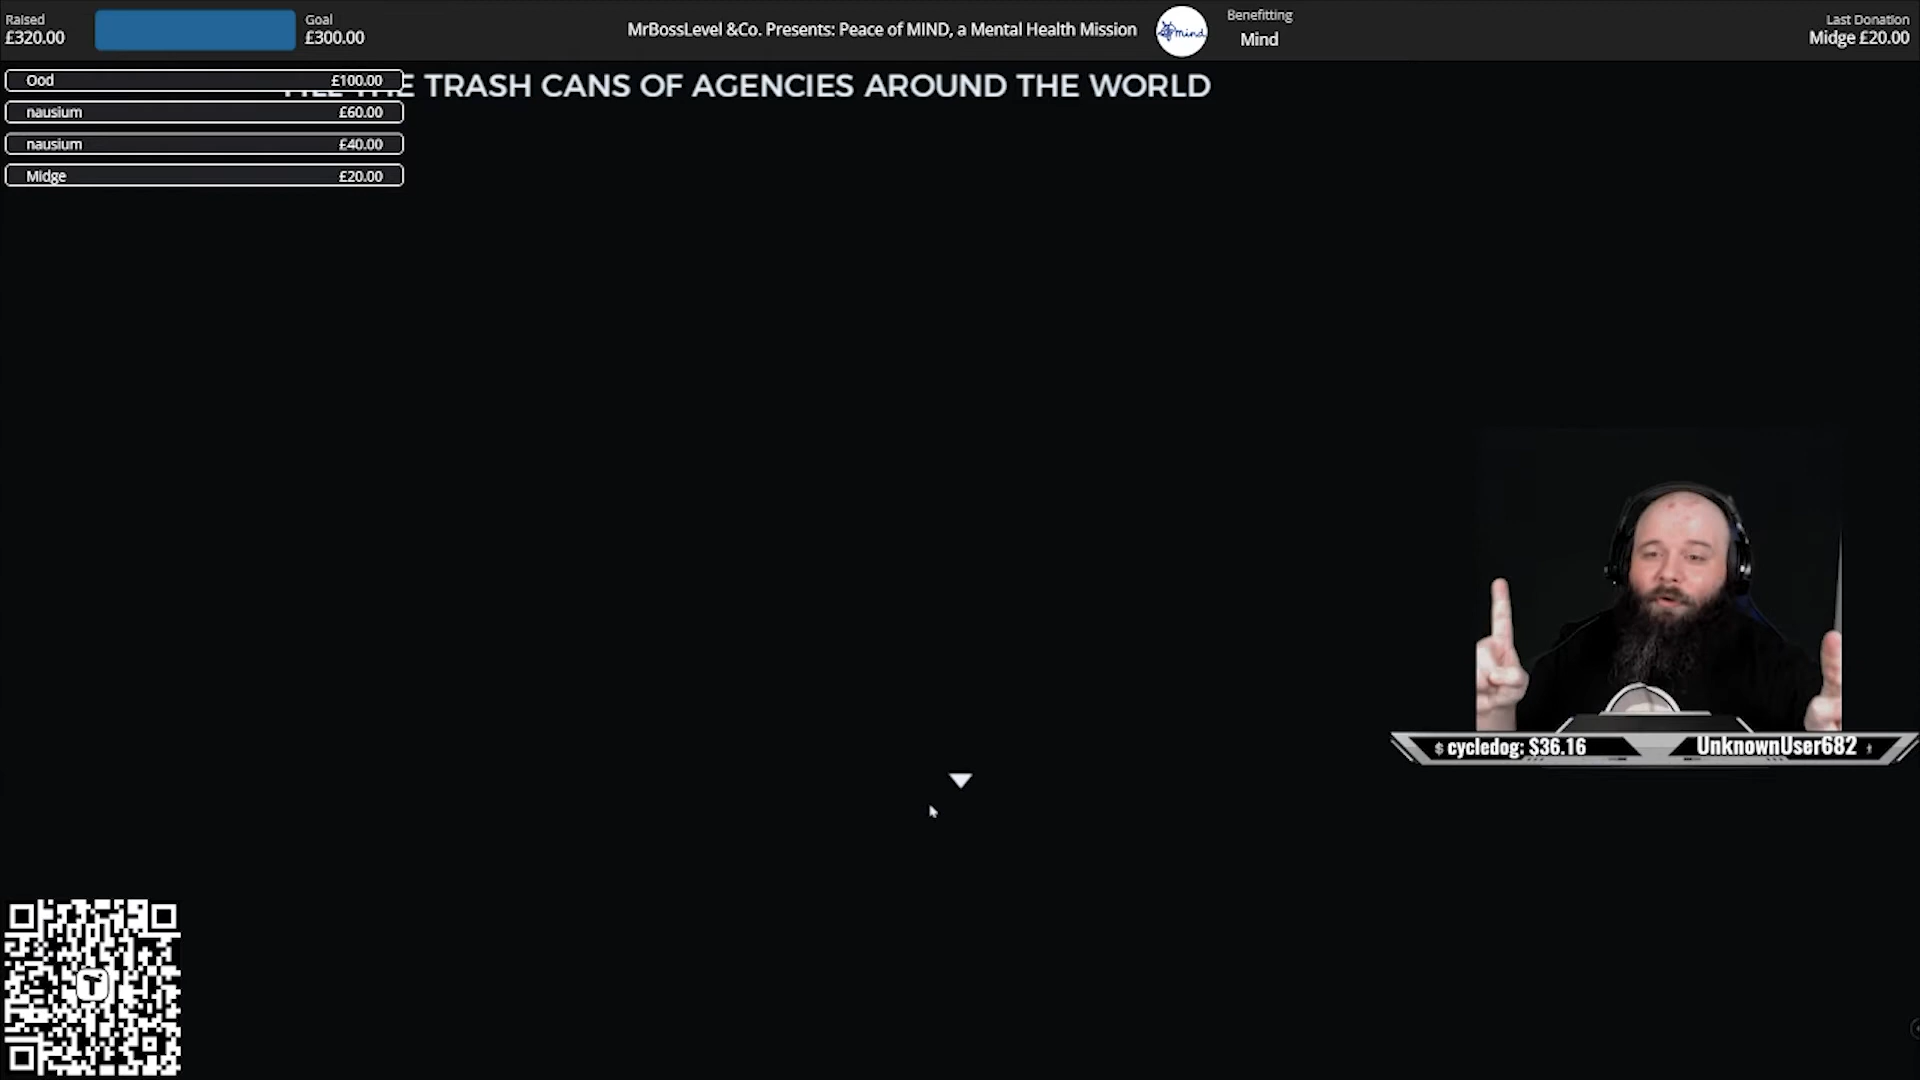 Raised
£320.00
Goal
£300.00
MrBossLevel &Co. Presents: Peace of MIND, a Mental Health Mission
mind
Benefitting
Mind
Last Donation
Midge £20.00
Ood £100.00
TRASH CANS OF AGENCIES AROUND THE WORLD
nausium £60.00
nausium £40.00
Midge £20.00
$ cycledog: $36.16
UnknownUser682
T